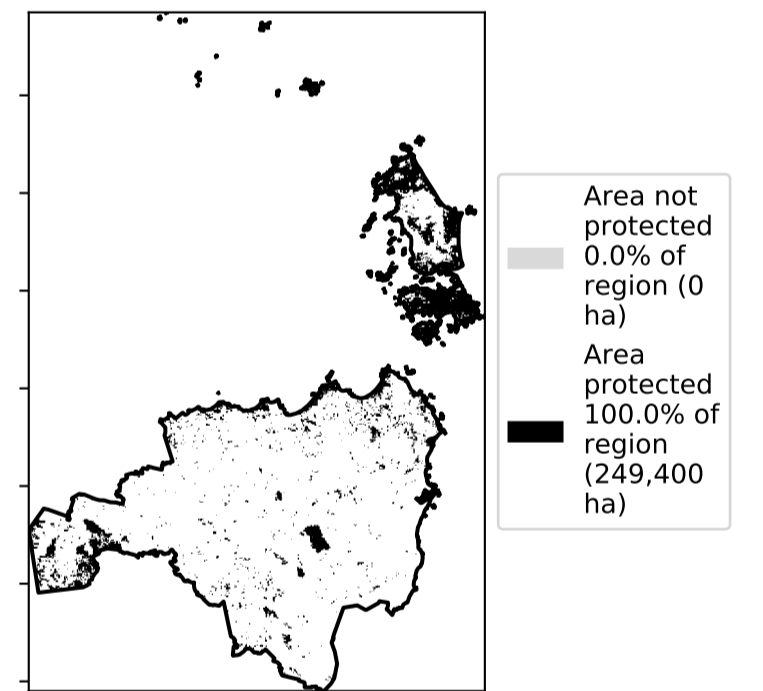 Area not
protected
0.0% of
region (0
ha)
Area
protected
100.0% of
region
(249,400
ha)